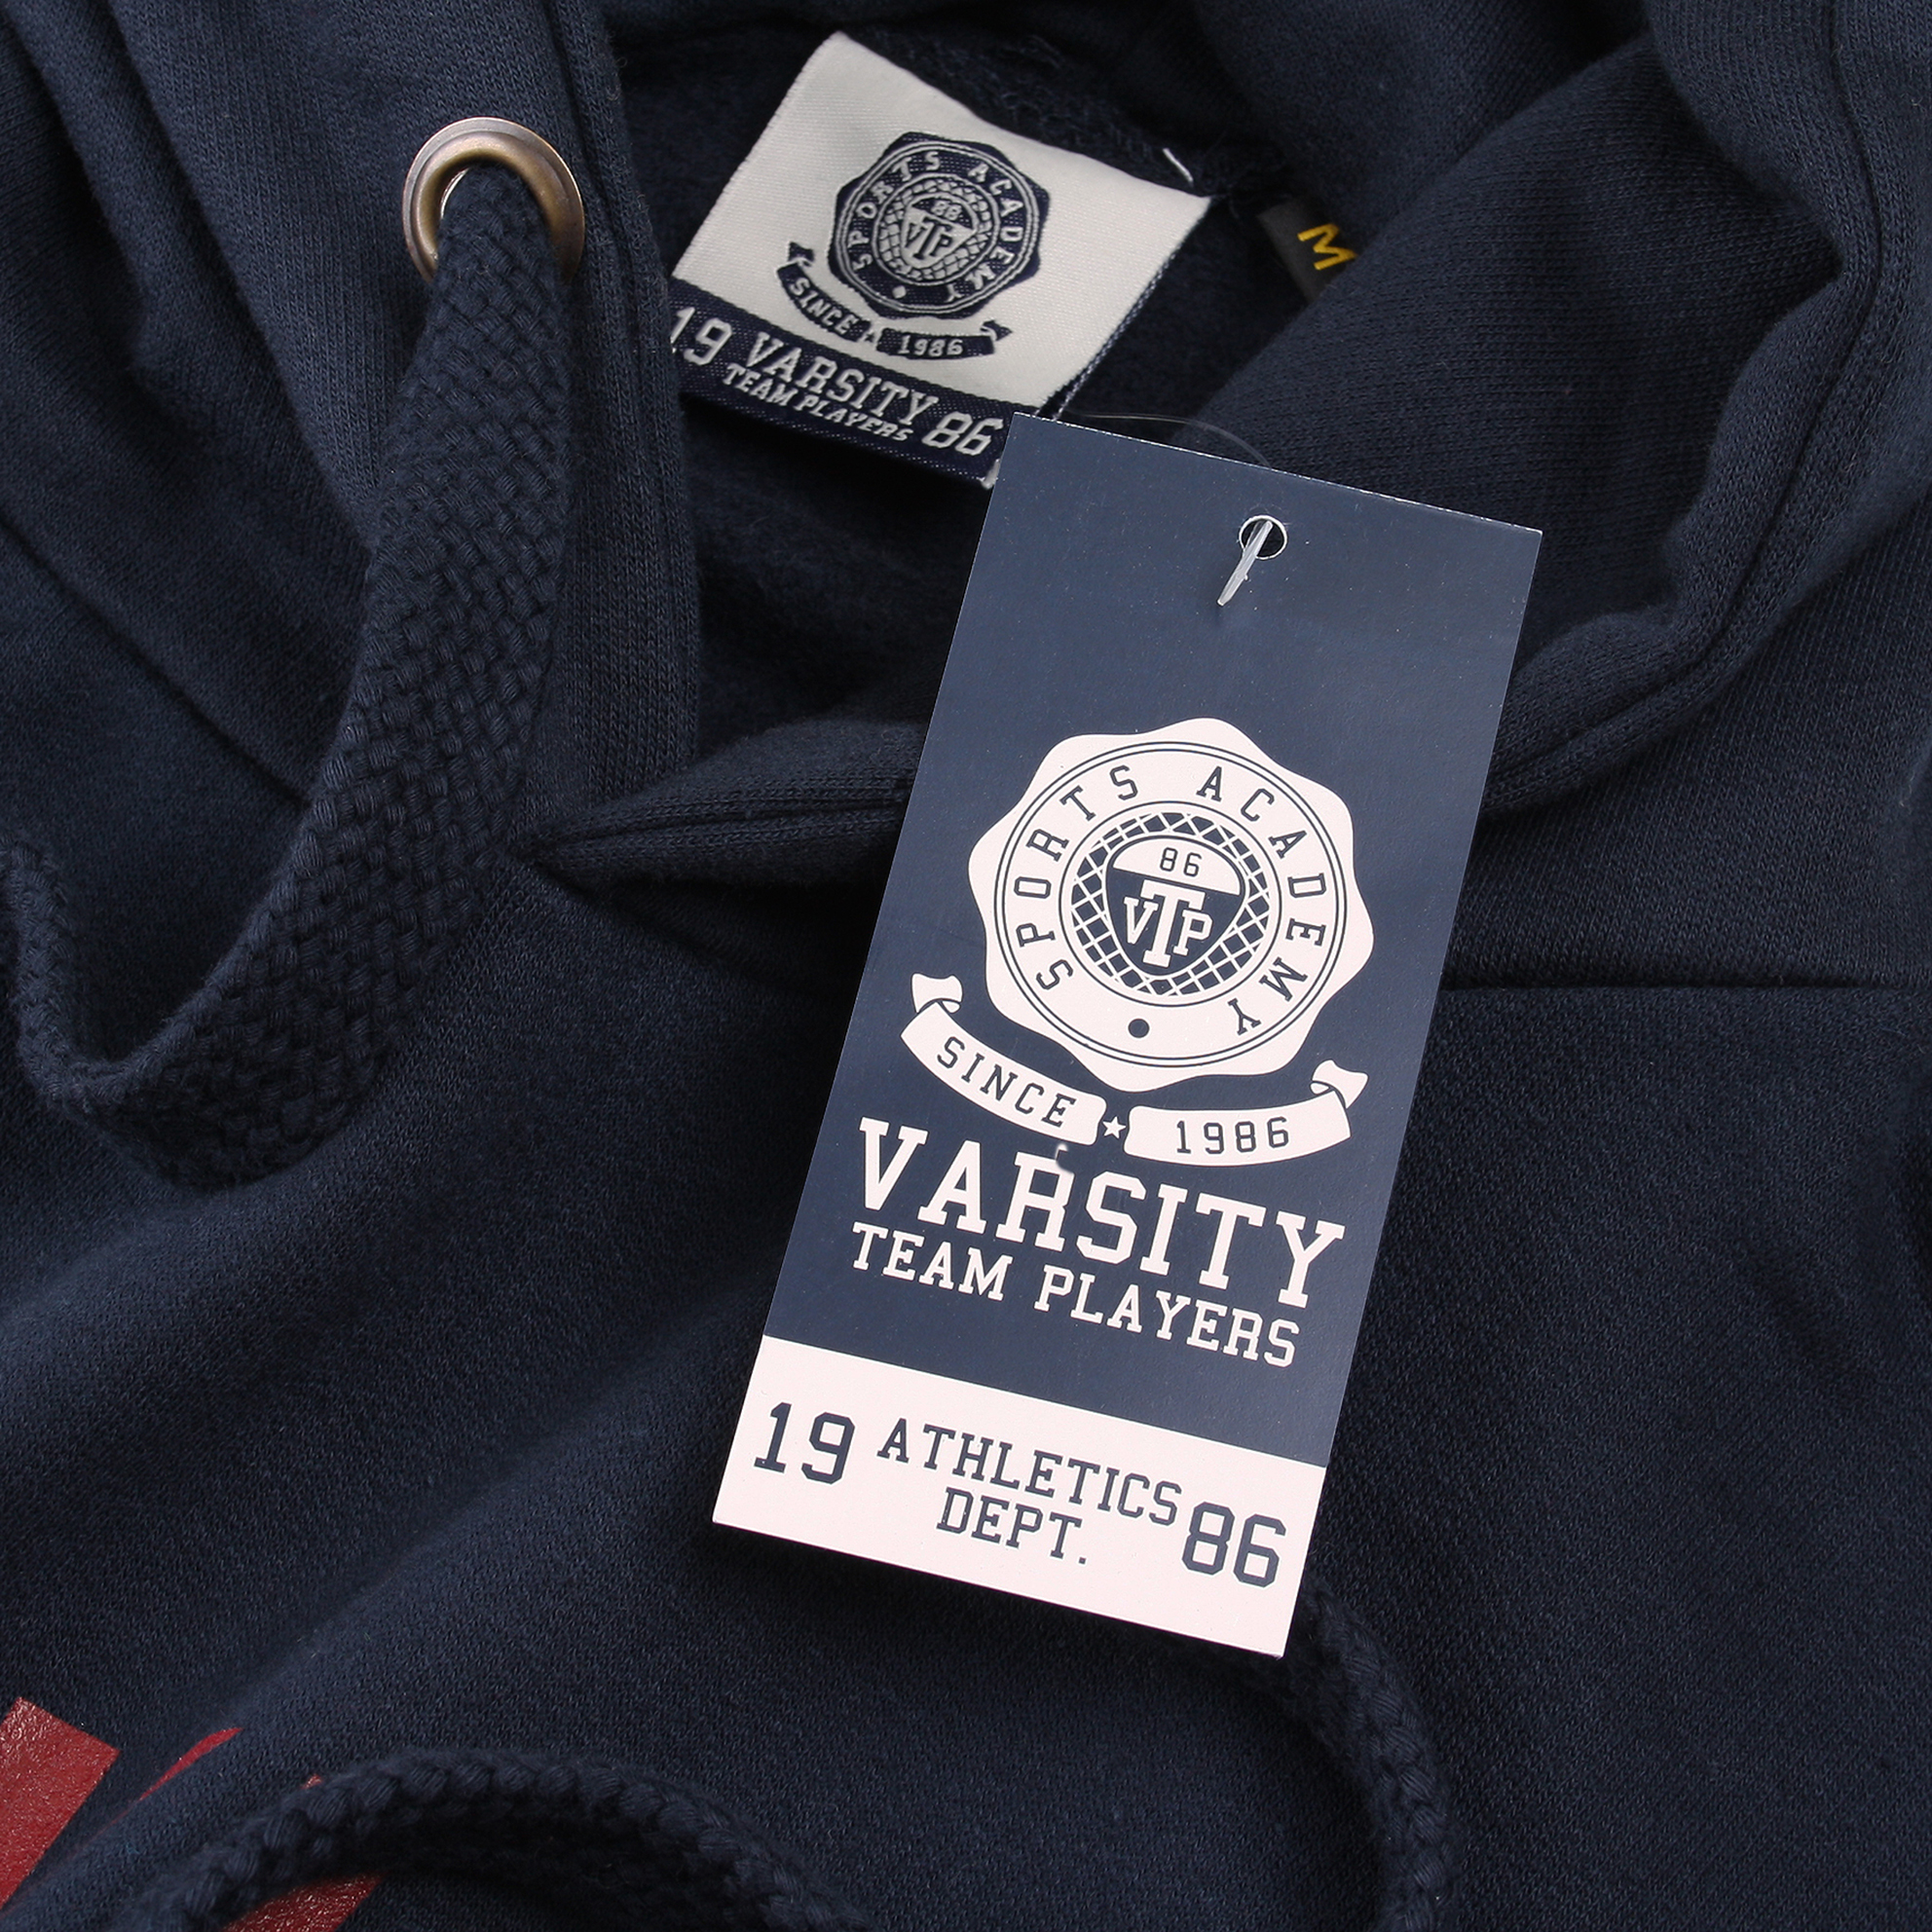 SPORTS ACADEMY
86
VTP
SINCE 1986
19 VARSITY 86
TEAM PLAYERS
M
SPORTS ACADEMY
86
VTP
SINCE ★ 1986
VARSITY
TEAM PLAYERS
19 ATHLETICS 86
DEPT.